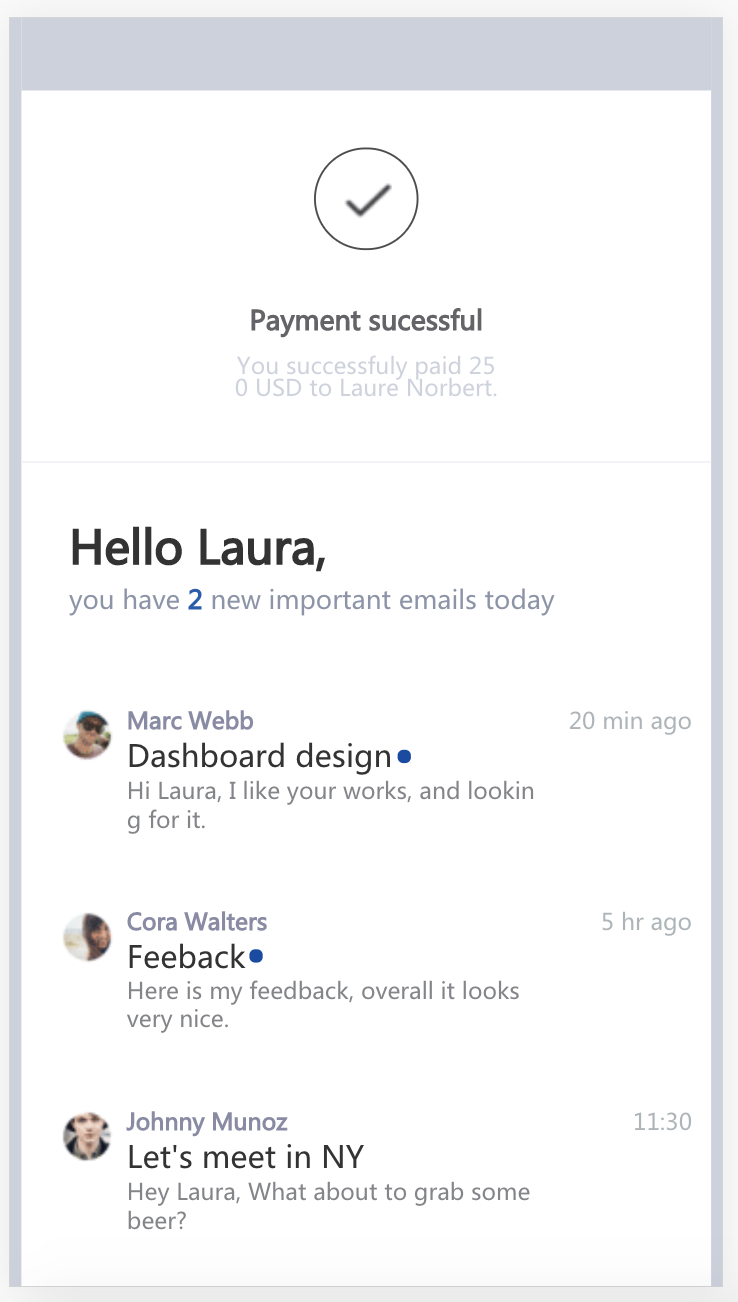 Payment sucessful
You successfuly paid 25
0 USD to Laure Norbert.
Hello Laura,
you have 2 new important emails today
Marc Webb 20 min ago
Dashboard design
Hi Laura, I like your works, and lookin
g for it.
Cora Walters 5 hr ago
Feeback
Here is my feedback, overall it looks
very nice.
Johnny Munoz 11:30
Let's meet in NY
Hey Laura, What about to grab some
beer?